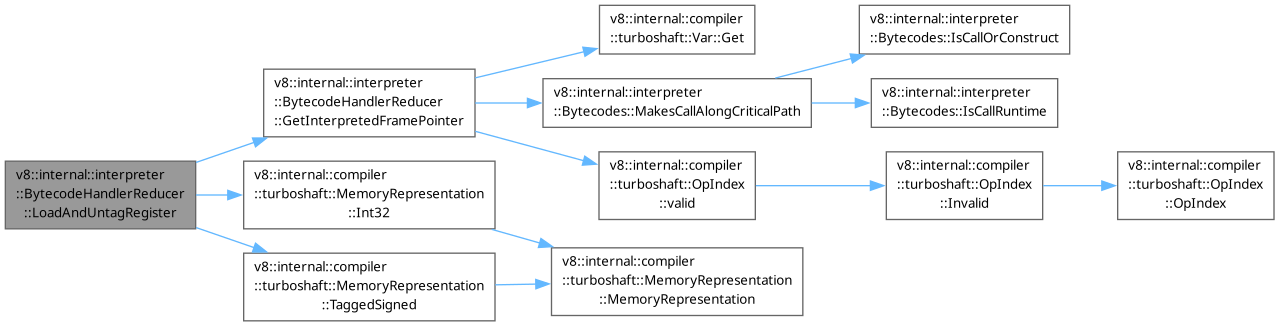 v8::internal::interpreter
::BytecodeHandlerReducer
::LoadAndUntagRegister
v8::internal::interpreter
::BytecodeHandlerReducer
::GetInterpretedFramePointer
v8::internal::compiler
::turboshaft::Var::Get
v8::internal::interpreter
::Bytecodes::MakesCallAlongCriticalPath
v8::internal::interpreter
::Bytecodes::IsCallOrConstruct
v8::internal::interpreter
::Bytecodes::IsCallRuntime
v8::internal::compiler
::turboshaft::OpIndex
::valid
v8::internal::compiler
::turboshaft::OpIndex
::Invalid
v8::internal::compiler
::turboshaft::OpIndex
::OpIndex
v8::internal::compiler
::turboshaft::MemoryRepresentation
::Int32
v8::internal::compiler
::turboshaft::MemoryRepresentation
::MemoryRepresentation
v8::internal::compiler
::turboshaft::MemoryRepresentation
::TaggedSigned